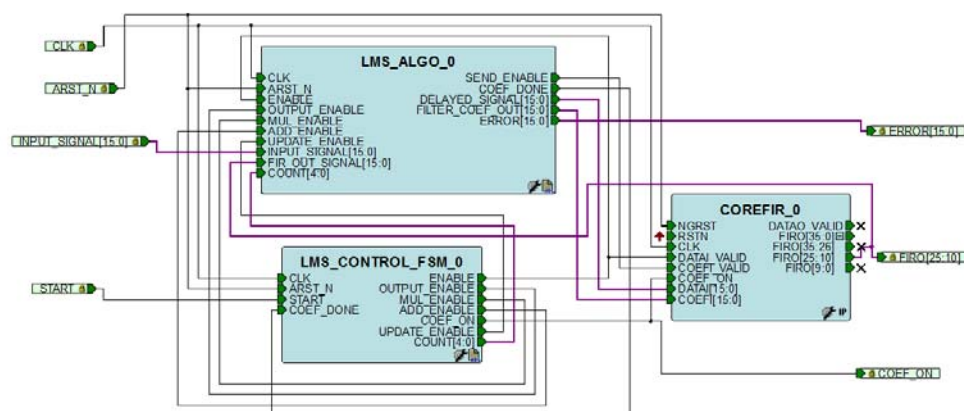 CLK
ARST_N
INPUT_SIGNAL[15:0]
START
LMS_ALGO_0
CLK
ARST_N
ENABLE
OUTPUT_ENABLE
MUL_ENABLE
ADD_ENABLE
UPDATE_ENABLE
INPUT_SIGNAL[15:0]
FIR_OUT_SIGNAL[15:0]
COUNT[4:0]
SEND_ENABLE
COEF_DONE
DELAYED_SIGNAL[15:0]
FILTER_COEF_OUT[15:0]
ERROR[15:0]
LMS_CONTROL_FSM_0
CLK
ARST_N
START
COEF_DONE
ENABLE
OUTPUT_ENABLE
MUL_ENABLE
ADD_ENABLE
COEF_ON
UPDATE_ENABLE
COUNT[4:0]
COREFIR_0
NGRST
RSTN
CLK
DATAI_VALID
COEFI_VALID
COEF_ON
DATAI[15:0]
COEFI[15:0]
DATAO_VALID
FIRO[35:0]
FIRO[35:26]
FIRO[25:10]
FIRO[9:0]
IP
ERROR[15:0]
FIRO[25:10]
COEF_ON